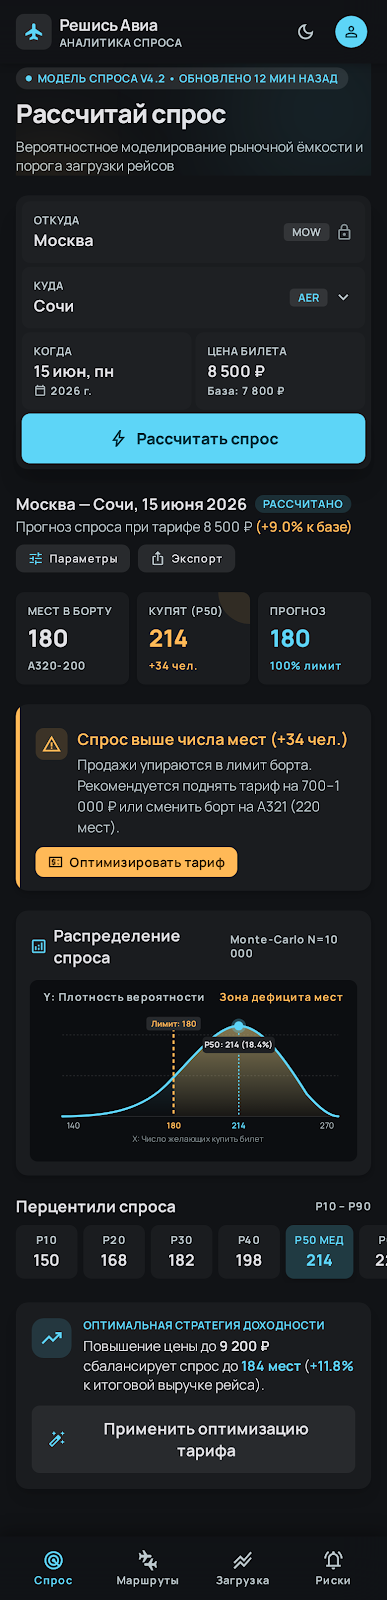 Решись Авиа
АНАЛИТИКА СПРОСА
МОДЕЛЬ СПРОСА V4.2 • ОБНОВЛЕНО 12 МИН НАЗАД
Рассчитай спрос
Вероятностное моделирование рыночной ёмкости и
порога загрузки рейсов
ОТКУДА
Москва
MOW
КУДА
Сочи
AER
КОГДА
15 июн, пн
2026 г.
ЦЕНА БИЛЕТА
8 500 ₽
База: 7 800 ₽
Рассчитать спрос
Москва — Сочи, 15 июня 2026
РАССЧИТАНО
Прогноз спроса при тарифе 8 500 ₽ (+9.0% к базе)
Параметры
Экспорт
МЕСТ В БОРТУ
180
A320-200
КУПЯТ (P50)
214
+34 чел.
ПРОГНОЗ
180
100% лимит
Спрос выше числа мест (+34 чел.)
Продажи упираются в лимит борта.
Рекомендуется поднять тариф на 700–1
000 ₽ или сменить борт на A321 (220
мест).
Оптимизировать тариф
Распределение
спроса
Monte-Carlo N=10
000
Y: Плотность вероятности
Зона дефицита мест
Лимит: 180
P50: 214 (18.4%)
140
180
214
270
X: Число желающих купить билет
Перцентили спроса
P10 – P90
P10
150
P20
168
P30
182
P40
198
P50 МЕД
214
ОПТИМАЛЬНАЯ СТРАТЕГИЯ ДОХОДНОСТИ
Повышение цены до 9 200 ₽
сбалансирует спрос до 184 мест (+11.8%
к итоговой выручке рейса).
Применить оптимизацию
тарифа
Спрос
Маршруты
Загрузка
Риски